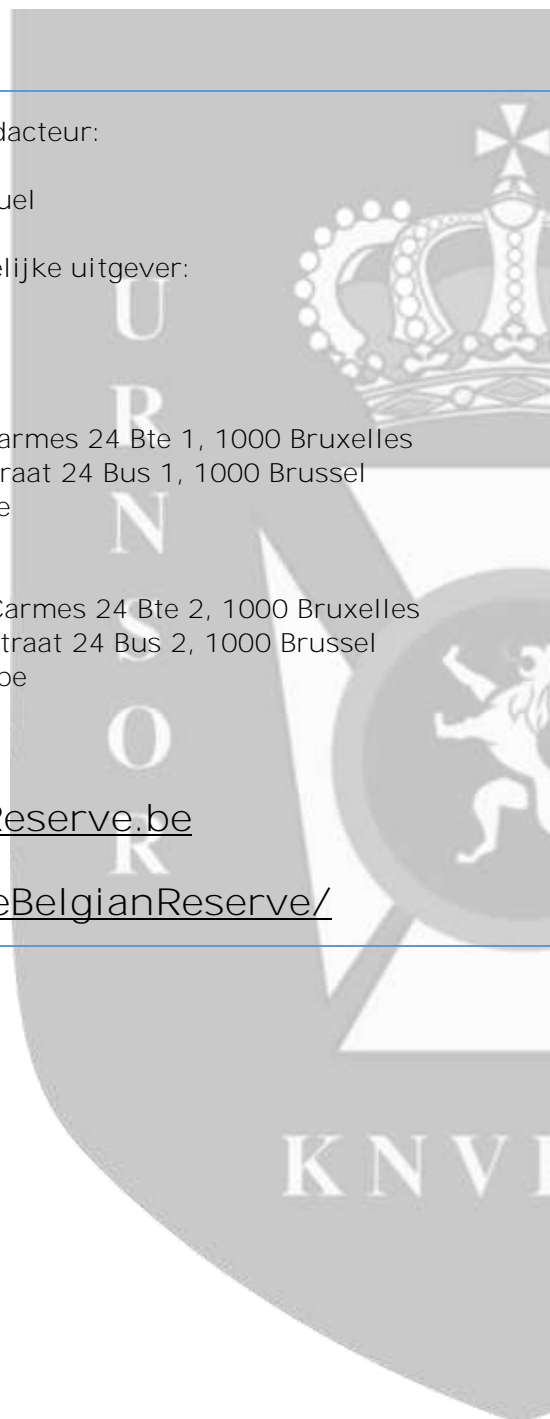 dacteur:
uel
elijke uitgever:
armes 24 Bte 1, 1000 Bruxelles
raat 24 Bus 1, 1000 Brussel
e
Carmes 24 Bte 2, 1000 Bruxelles
traat 24 Bus 2, 1000 Brussel
be
Reserve.be
eBelgianReserve/
U
R
N
S
O
R
KNV